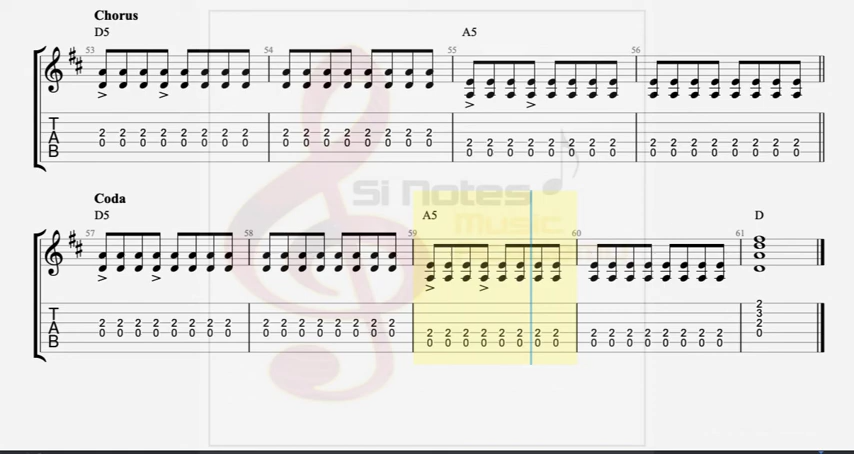 Chorus
D5 A5
53 54 55 56
> > > >
T 2 2 2 2 2 2 2 2 2 2 2 2 2 2 2 2
A 0 0 0 0 0 0 0 0 0 0 0 0 0 0 0 0 2 2 2 2 2 2 2 2 2 2 2 2 2 2 2 2
B 0 0 0 0 0 0 0 0 0 0 0 0 0 0 0 0
Si Notes
Music
Coda
D5 A5 D
57 58 59 60 61
> > > >
2
T 3
2 2 2 2 2 2 2 2 2 2 2 2 2 2 2 2 2
A 0 0 0 0 0 0 0 0 0 0 0 0 0 0 0 0 2 2 2 2 2 2 2 2 2 2 2 2 2 2 2 2 0
B 0 0 0 0 0 0 0 0 0 0 0 0 0 0 0 0